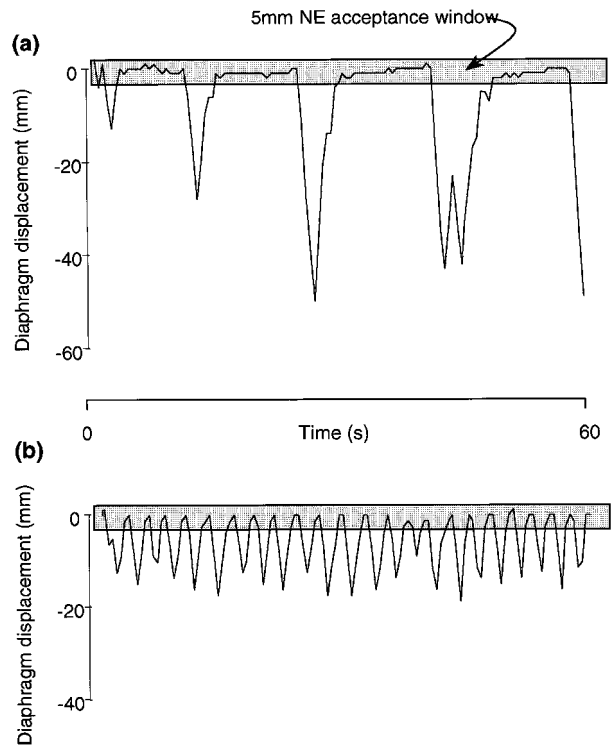 5mm NE acceptance window
(a)
Diaphragm displacement (mm)
0
-20
-40
-60
0
Time (s)
60
(b)
Diaphragm displacement (mm)
0
-20
-40